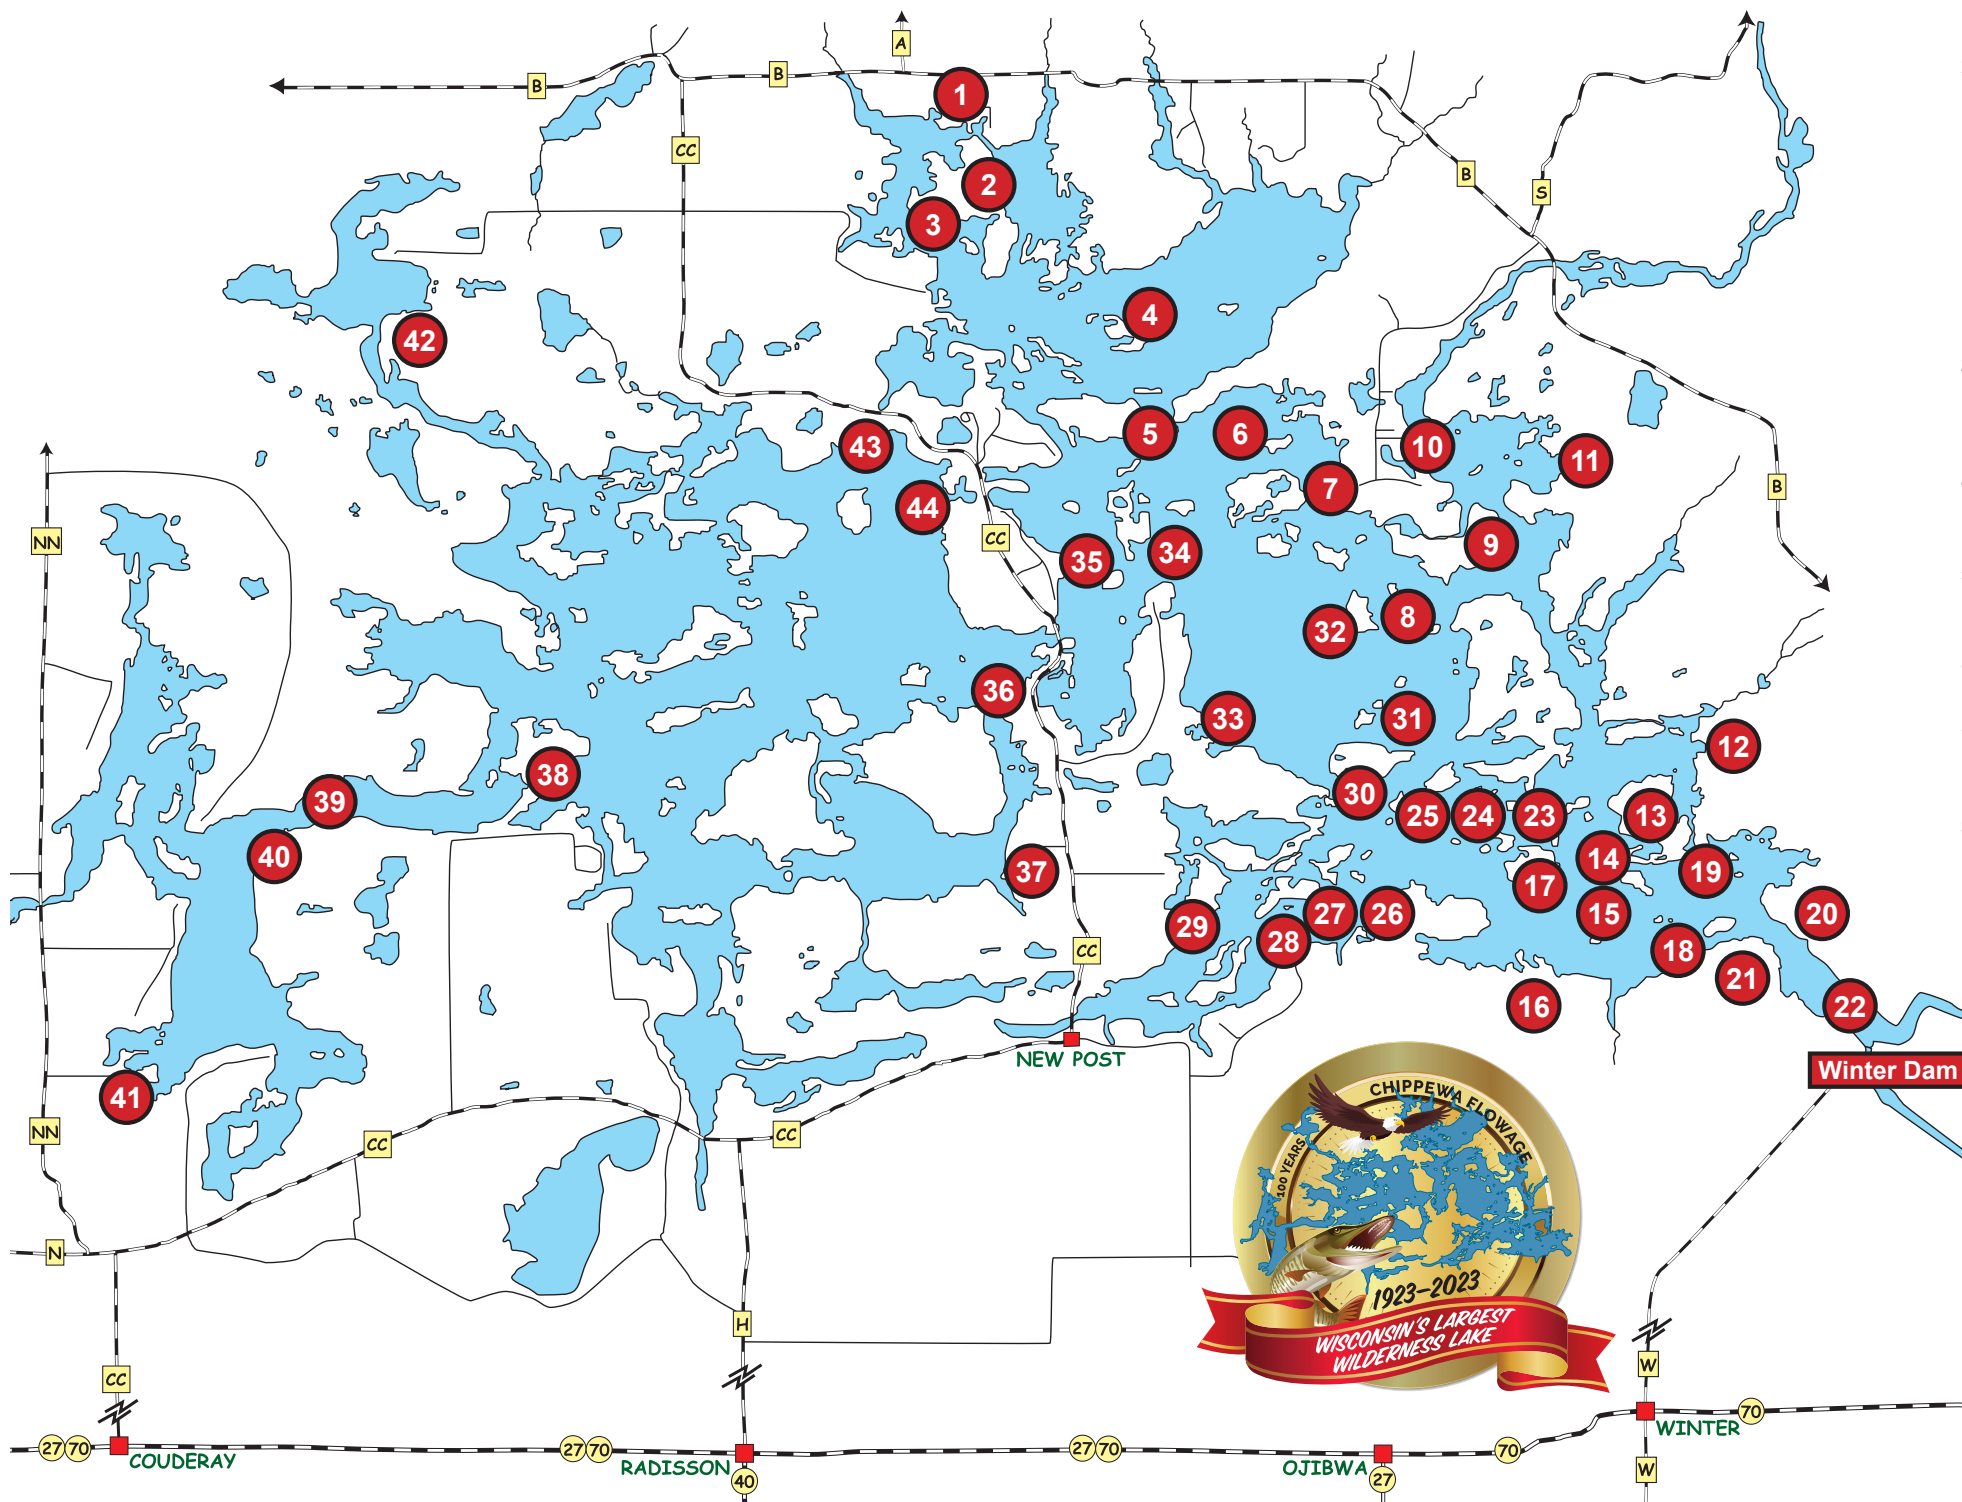 A
B
B
1
CC
2
B
S
3
4
42
5
6
43
10
11
7
B
44
CC
NN
9
35
34
8
32
36
33
31
12
38
30
39
25
24
23
13
40
14
37
17
19
29
27
26
15
20
28
CC
18
21
16
22
NEW POST
Winter Dam
41
NN
CC
CC
CHIPPEWA FLOWAGE
100 YEARS
1923–2023
WISCONSIN'S LARGEST
WILDERNESS LAKE
N
H
CC
W
WINTER
70
27 70
COUDERAY
27 70
RADISSON
40
27 70
OJIBWA
27
70
W